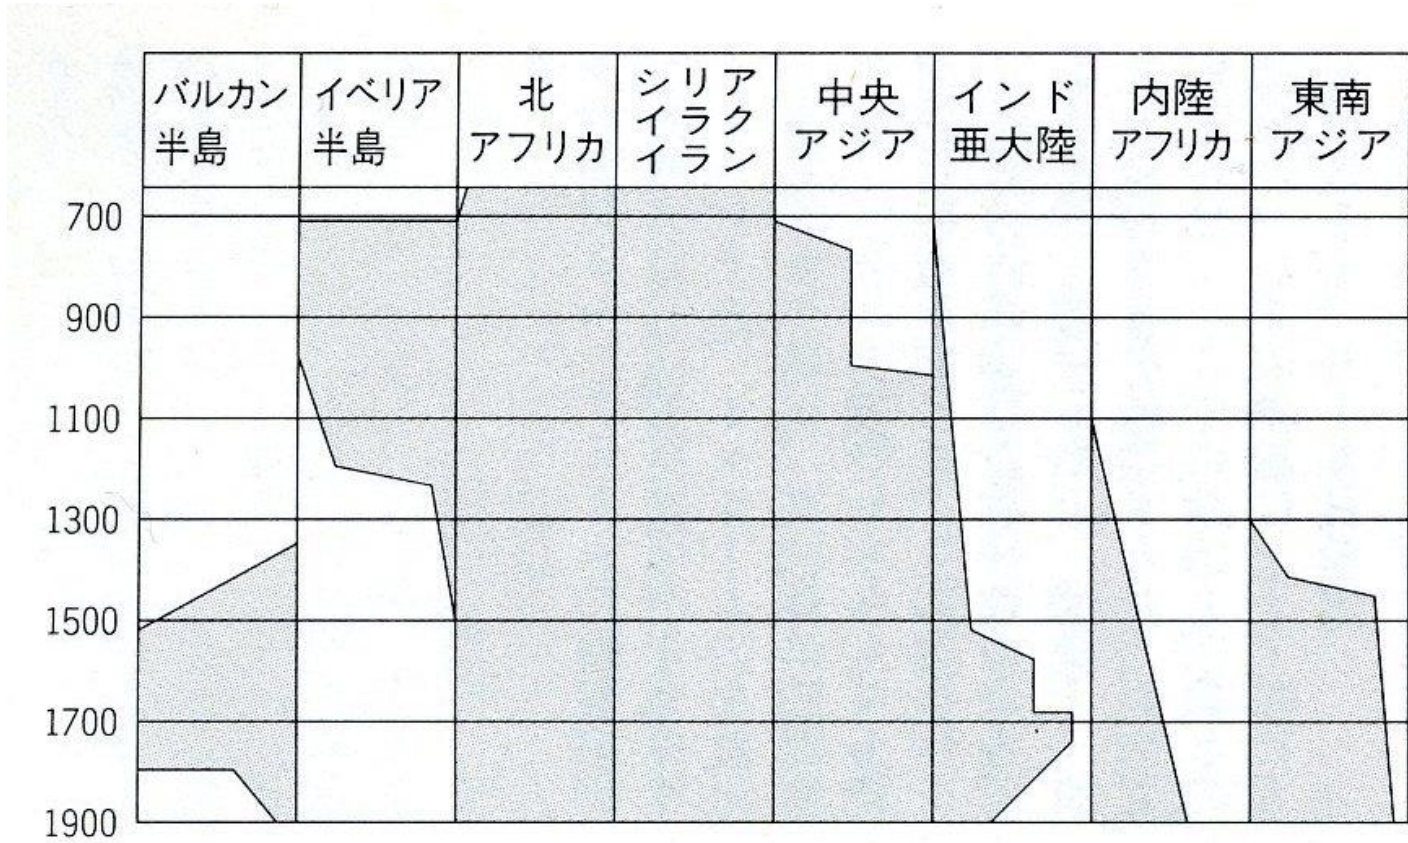 バルカン
半島
イベリア
半島
北
アフリカ
シリア
イラク
イラン
中央
アジア
インド
亜大陸
内陸
アフリカ
東南
アジア
700
900
1100
1300
1500
1700
1900